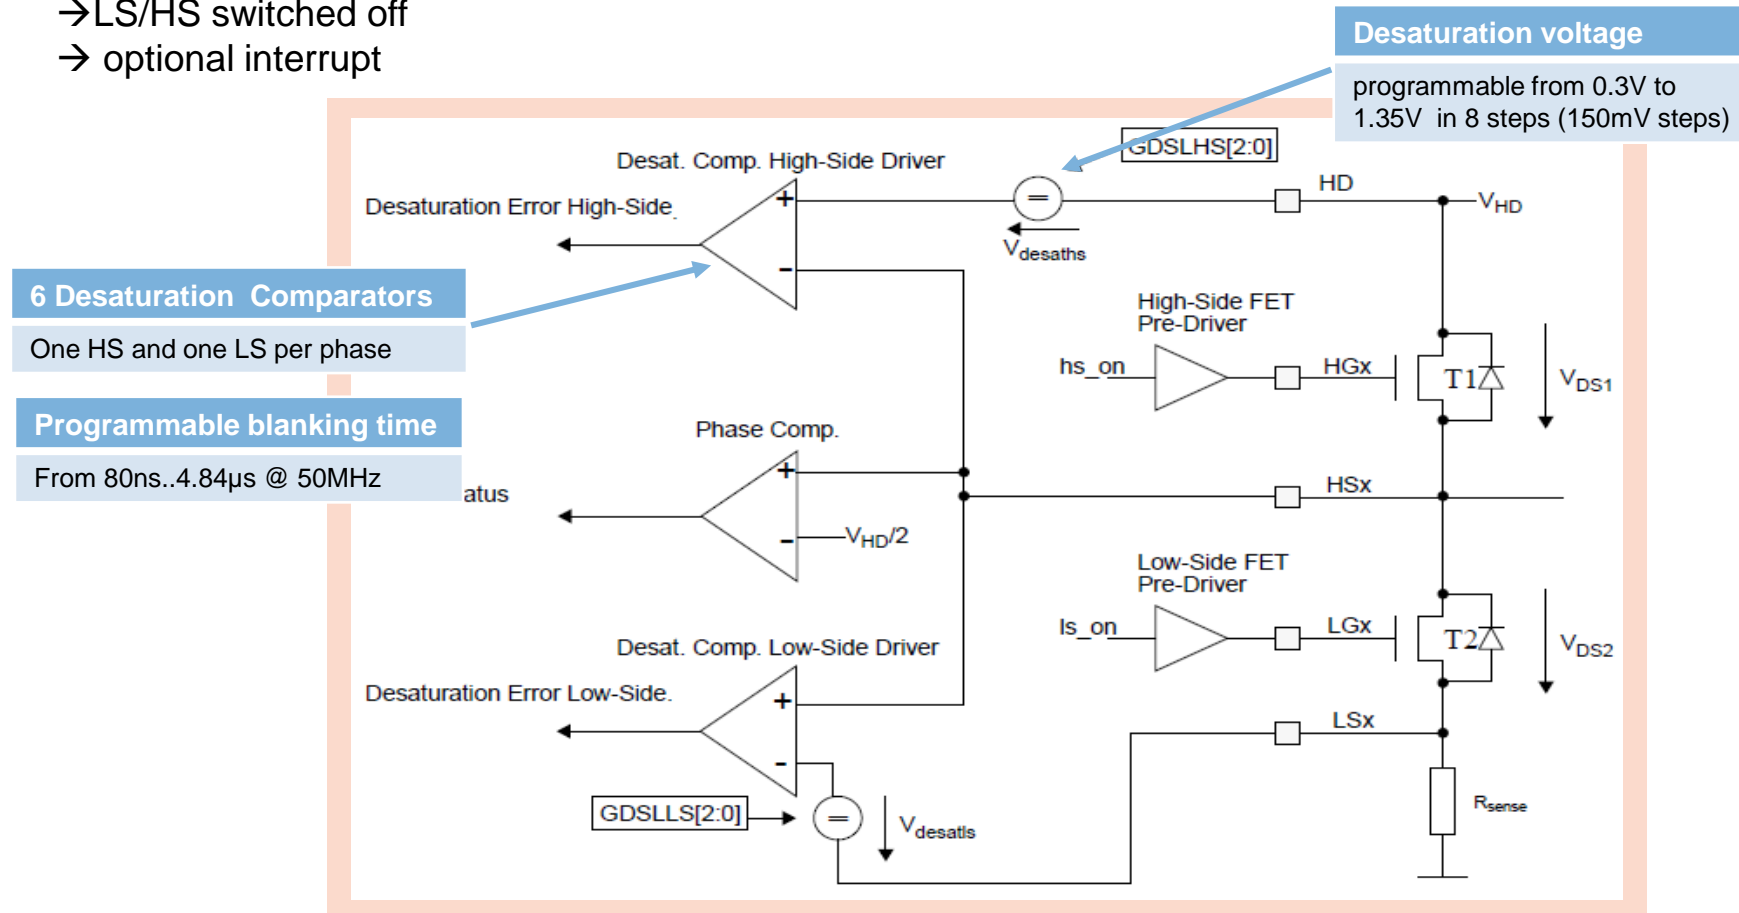 →LS/HS switched off
→ optional interrupt
Desaturation voltage
programmable from 0.3V to
1.35V in 8 steps (150mV steps)
GDSLHS[2:0]
Desat. Comp. High-Side Driver
HD
+
=
VHD
Desaturation Error High-Side.
Vdesaths
-
6 Desaturation Comparators
One HS and one LS per phase
High-Side FET
Pre-Driver
hs_on
HGx
T1
VDS1
Programmable blanking time
From 80ns..4.84µs @ 50MHz
Phase Comp.
+
HSx
atus
-
VHD/2
Low-Side FET
Pre-Driver
ls_on
LGx
T2
VDS2
Desat. Comp. Low-Side Driver
Desaturation Error Low-Side.
+
LSx
-
GDSLLS[2:0]
=
Vdesatls
Rsense